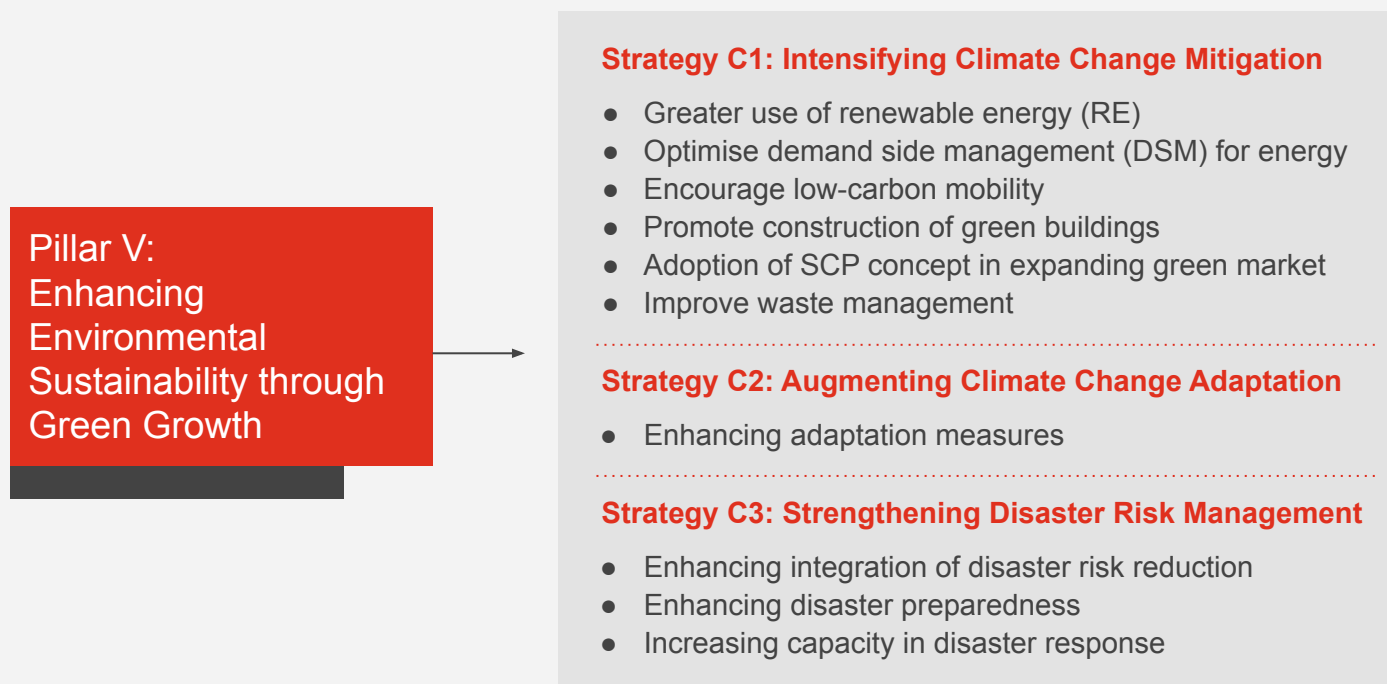 Pillar V:
Enhancing
Environmental
Sustainability through
Green Growth
Strategy C1: Intensifying Climate Change Mitigation
● Greater use of renewable energy (RE)
● Optimise demand side management (DSM) for energy
● Encourage low-carbon mobility
● Promote construction of green buildings
● Adoption of SCP concept in expanding green market
● Improve waste management
Strategy C2: Augmenting Climate Change Adaptation
● Enhancing adaptation measures
Strategy C3: Strengthening Disaster Risk Management
● Enhancing integration of disaster risk reduction
● Enhancing disaster preparedness
● Increasing capacity in disaster response